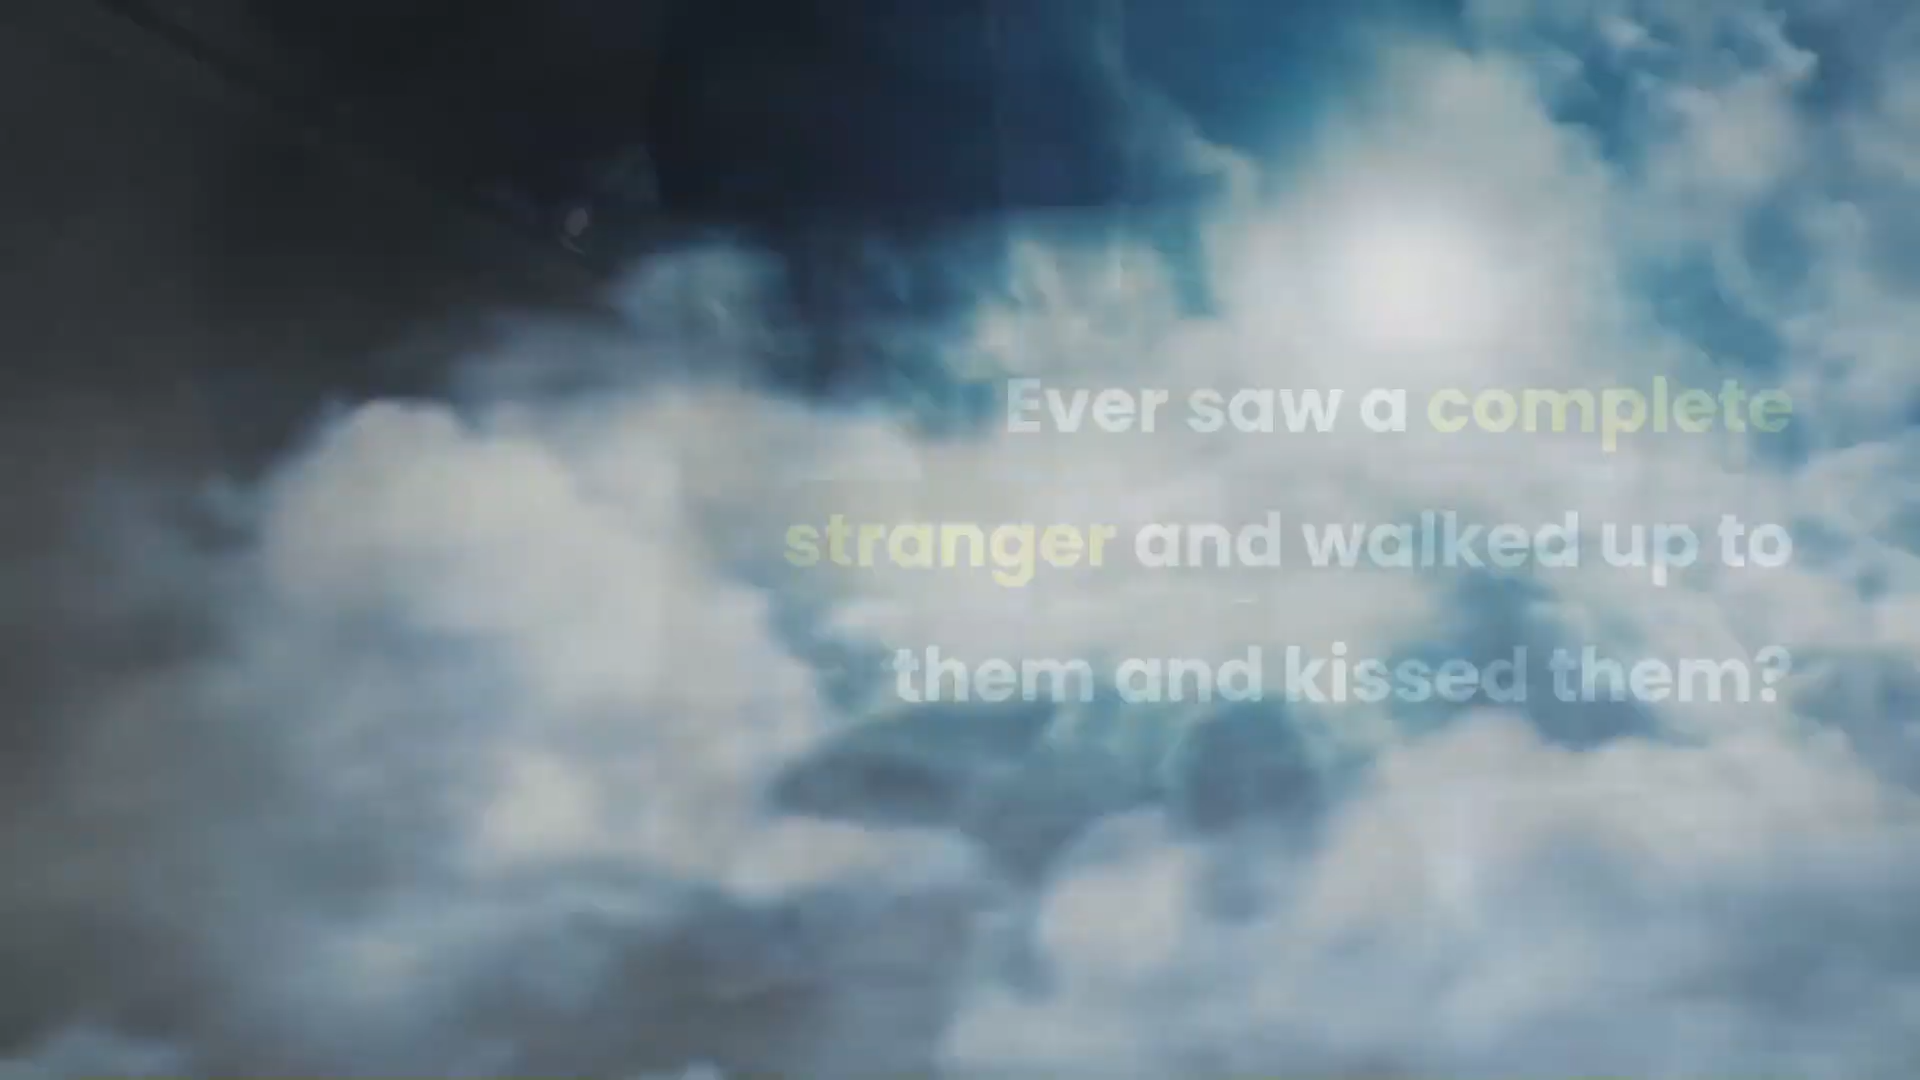 Ever saw a complete
stranger and walked up to
them and kissed them?